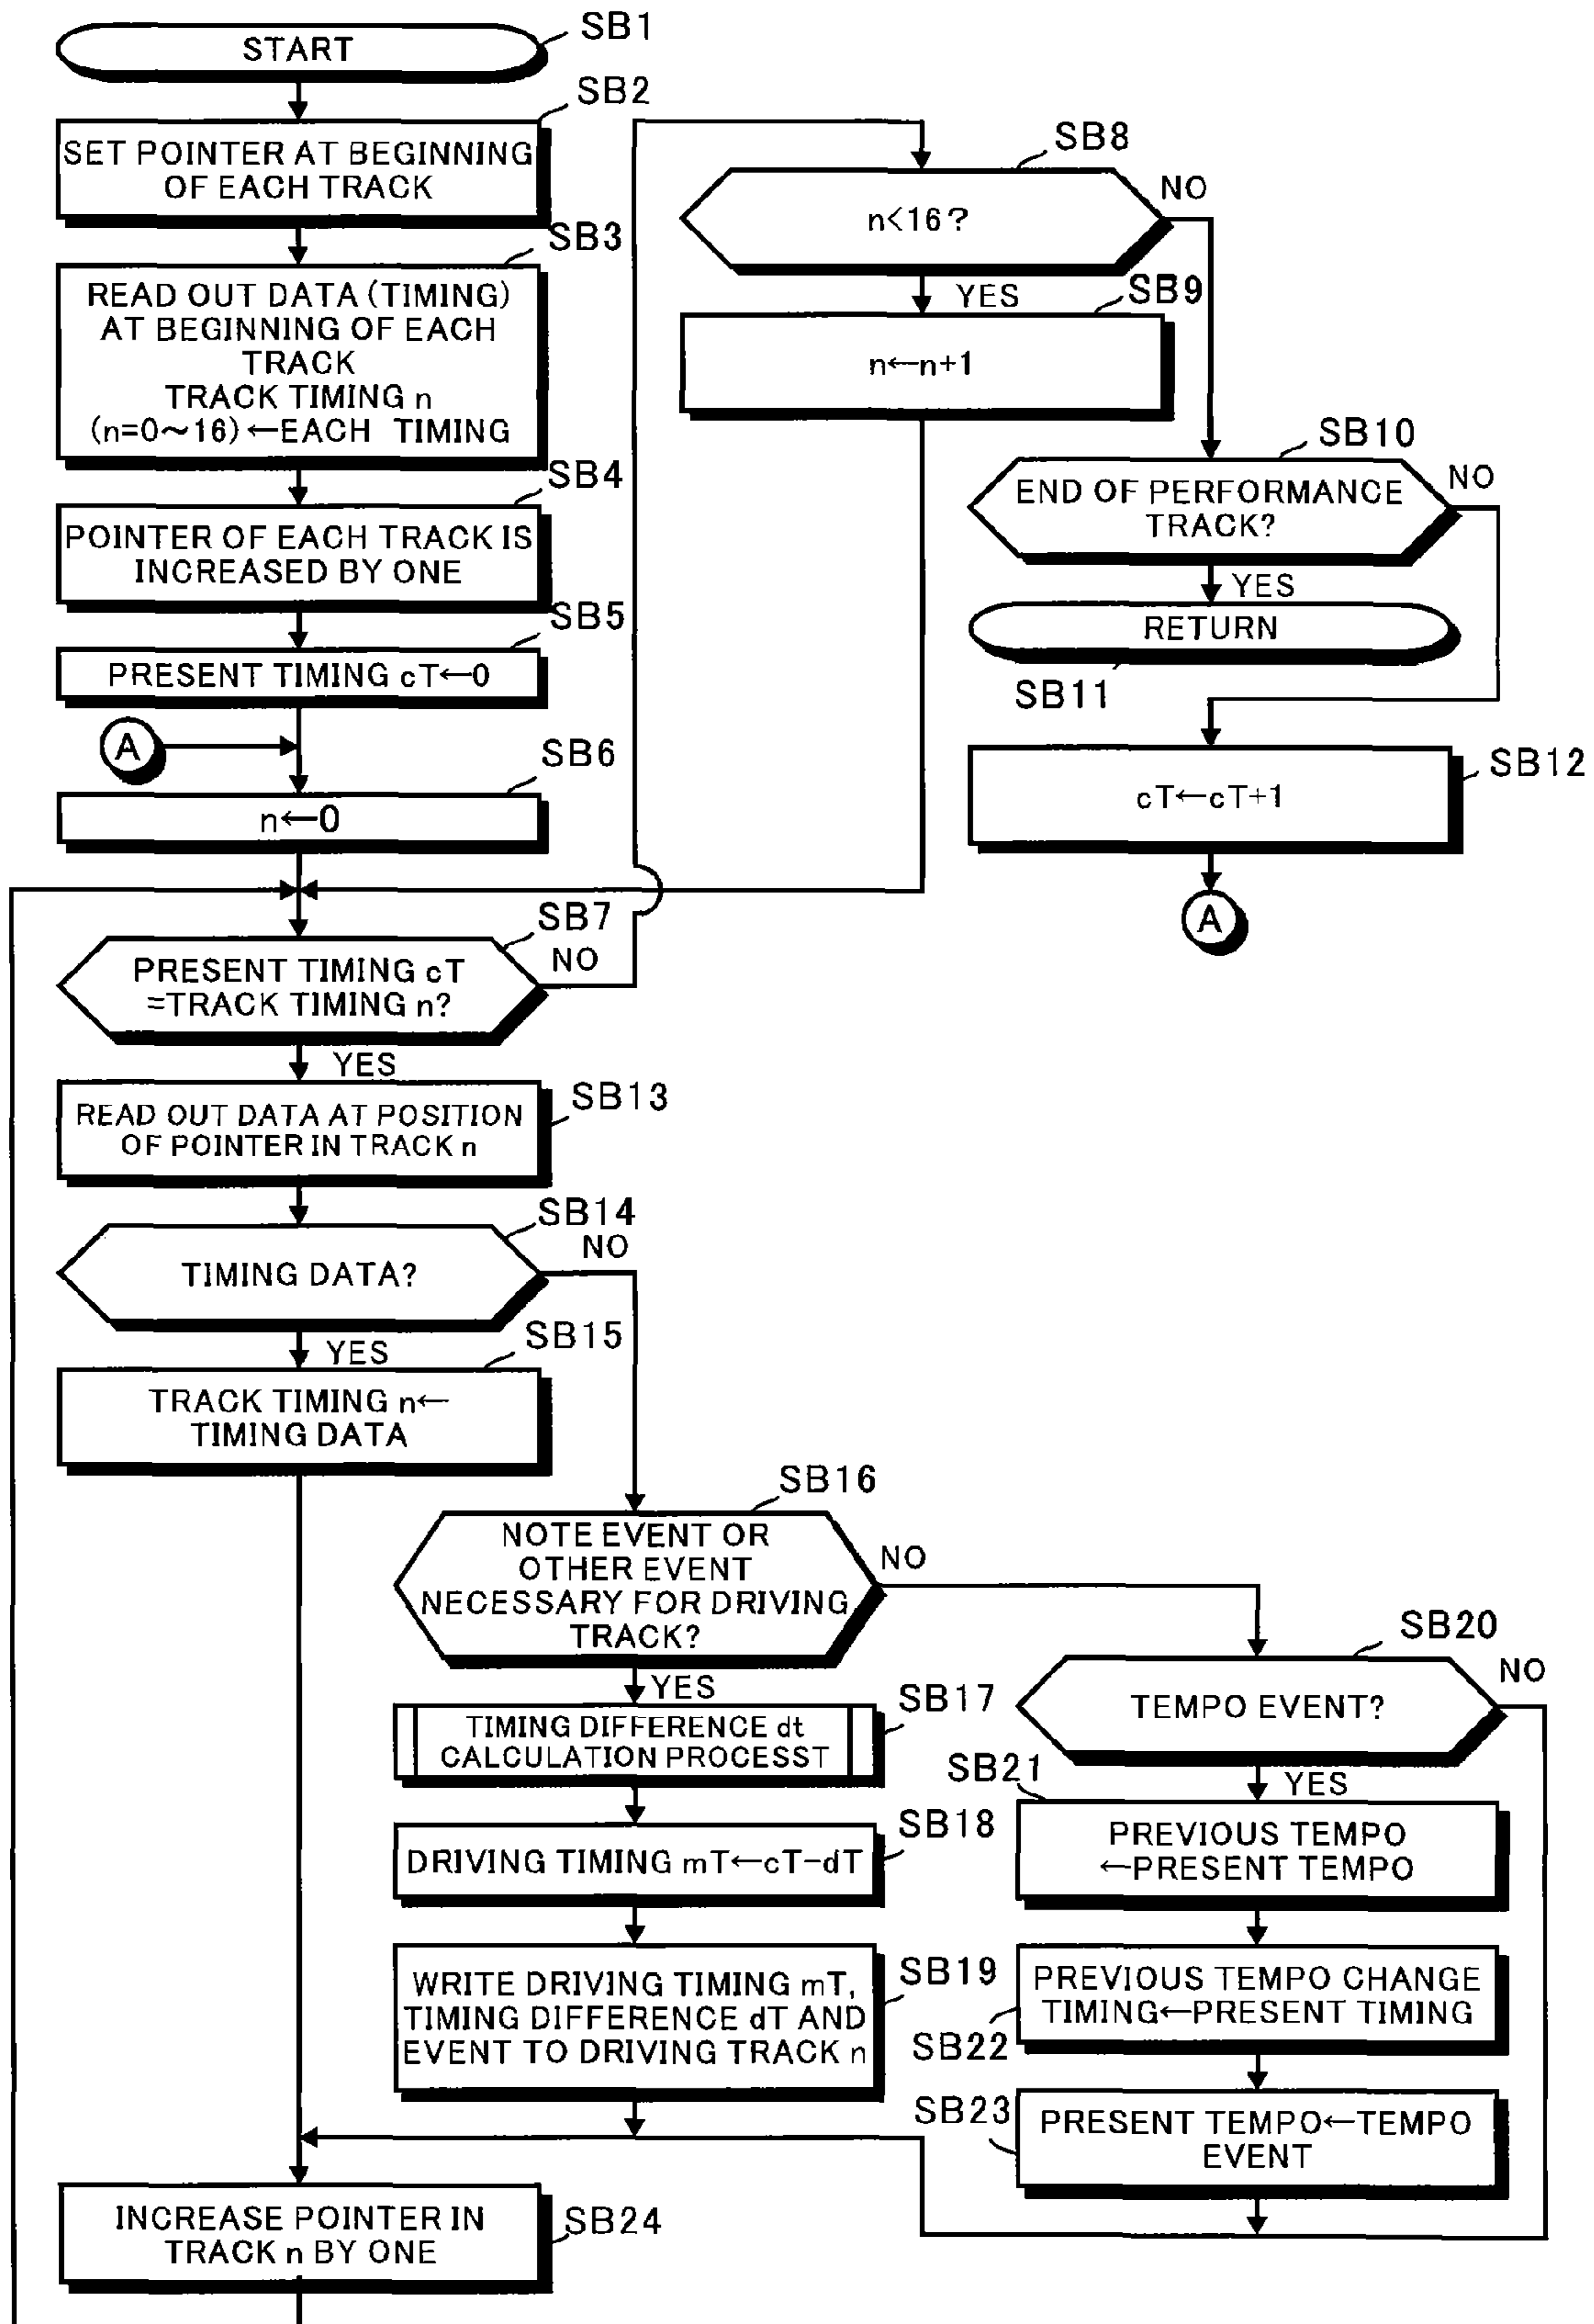 START
SB1
SB2
SET POINTER AT BEGINNING
OF EACH TRACK
SB3
READ OUT DATA (TIMING)
AT BEGINNING OF EACH
TRACK
TRACK TIMING n
(n=0~16)←EACH TIMING
SB4
POINTER OF EACH TRACK IS
INCREASED BY ONE
SB5
PRESENT TIMING cT←0
A
SB6
n←0
SB7
PRESENT TIMING cT
=TRACK TIMING n?
NO
YES
SB8
n<16?
NO
YES
SB9
n←n+1
SB10
END OF PERFORMANCE
TRACK?
NO
YES
RETURN
SB11
SB12
cT←cT+1
A
SB13
READ OUT DATA AT POSITION
OF POINTER IN TRACK n
SB14
TIMING DATA?
NO
YES
SB15
TRACK TIMING n←
TIMING DATA
SB16
NOTE EVENT OR
OTHER EVENT
NECESSARY FOR DRIVING
TRACK?
NO
YES
SB17
TIMING DIFFERENCE dt
CALCULATION PROCESST
SB18
DRIVING TIMING mT←cT-dT
SB19
WRITE DRIVING TIMING mT,
TIMING DIFFERENCE dT AND
EVENT TO DRIVING TRACK n
SB20
TEMPO EVENT?
NO
YES
SB21
PREVIOUS TEMPO
←PRESENT TEMPO
PREVIOUS TEMPO CHANGE
TIMING←PRESENT TIMING
SB22
SB23
PRESENT TEMPO←TEMPO
EVENT
INCREASE POINTER IN
TRACK n BY ONE
SB24